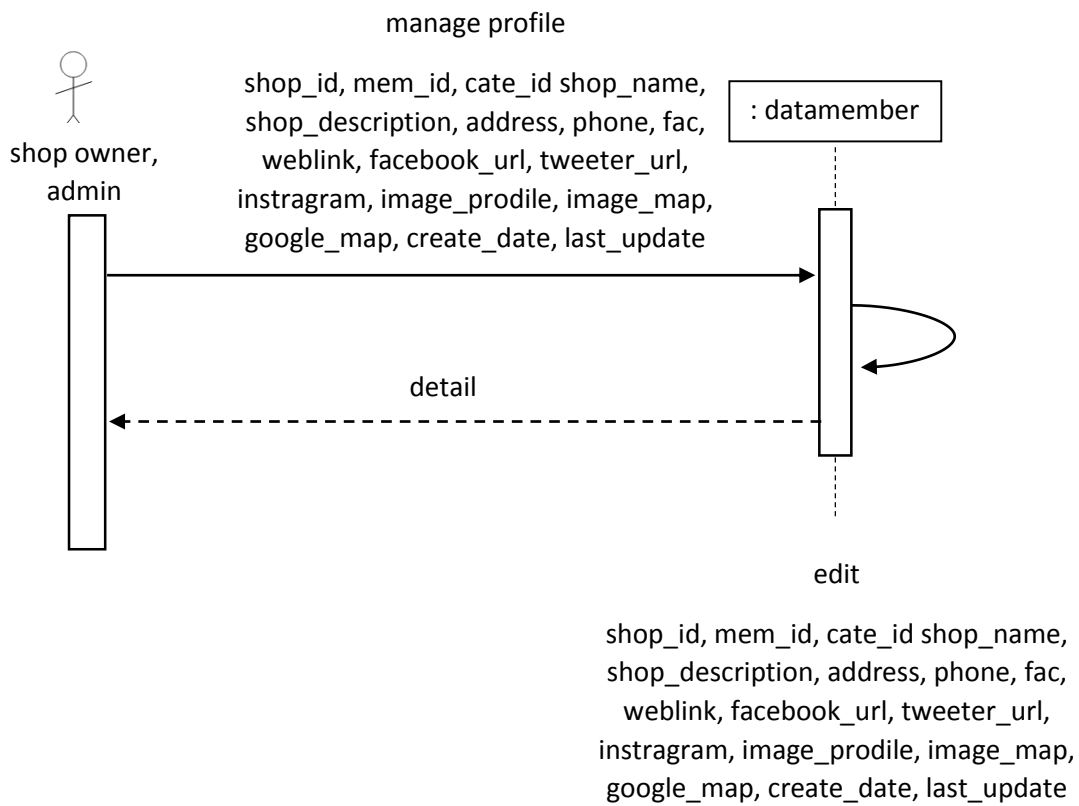 manage profile
shop_id, mem_id, cate_id shop_name,
shop_description, address, phone, fac,
weblink, facebook_url, tweeter_url,
instragram, image_prodile, image_map,
google_map, create_date, last_update
: datamember
shop owner,
admin
detail
edit
shop_id, mem_id, cate_id shop_name,
shop_description, address, phone, fac,
weblink, facebook_url, tweeter_url,
instragram, image_prodile, image_map,
google_map, create_date, last_update